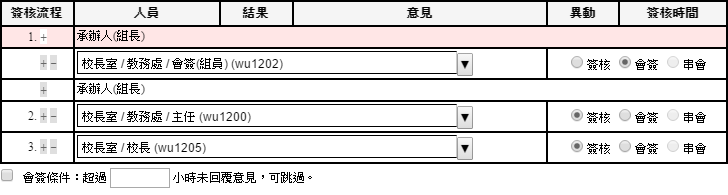 簽核流程 人員 結果 意見 異動 簽核時間
1. + 承辦人(組長)
+ − 校長室 / 教務處 / 會簽(組員) (wu1202) ▼ 簽核 會簽 串會
+ 承辦人(組長)
2. + − 校長室 / 教務處 / 主任 (wu1200) ▼ 簽核 會簽 串會
3. + − 校長室 / 校長 (wu1205) ▼ 簽核 會簽 串會
會簽條件：超過 小時未回覆意見，可跳過。